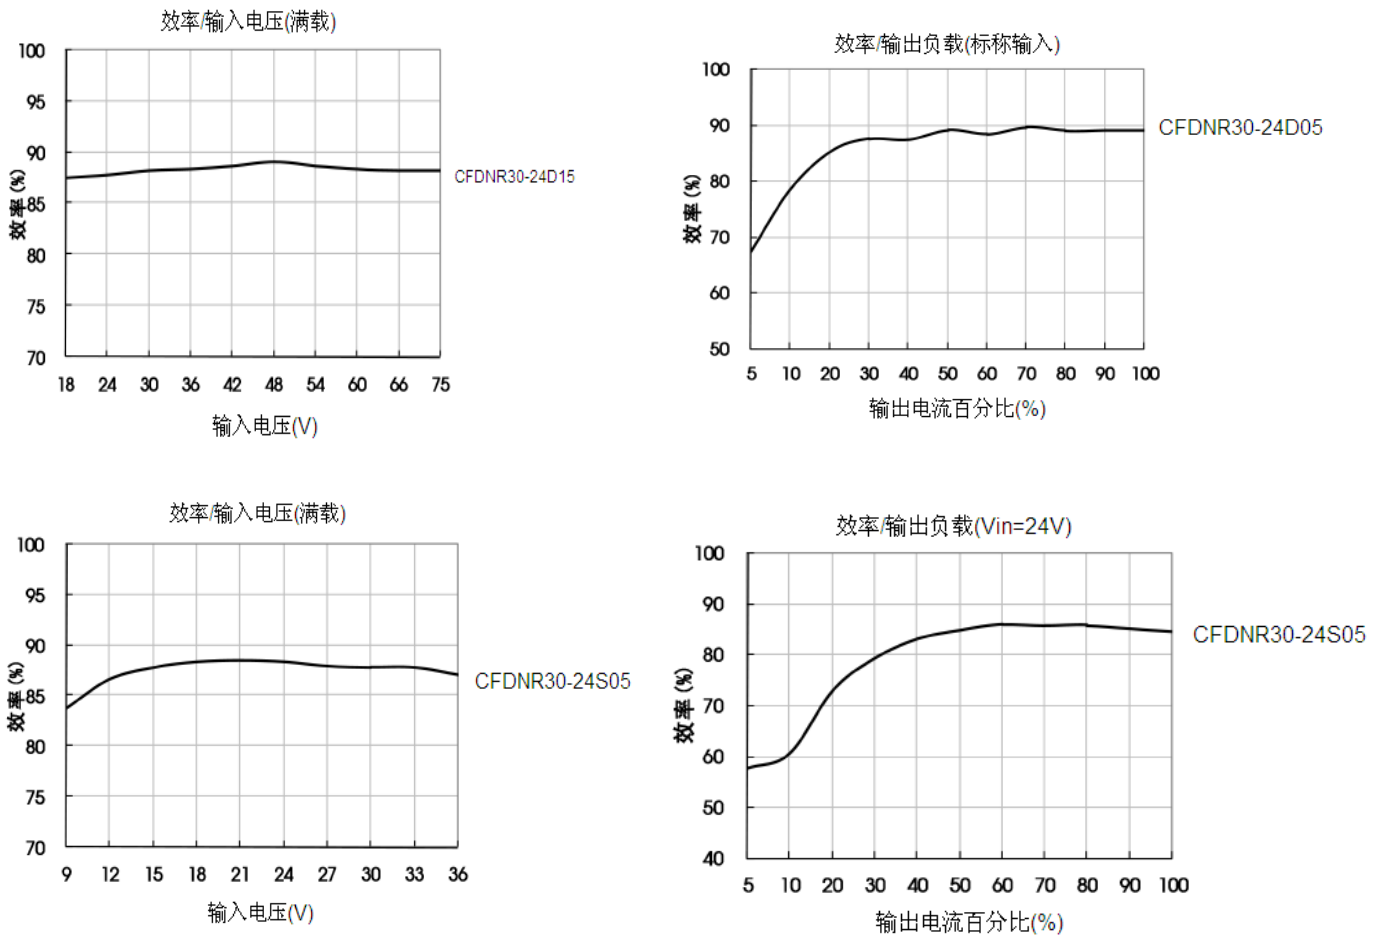 效率/输入电压(满载)
100
95
90
85
80
75
70
效率(%)
CFDNR30-24D15
18 24 30 36 42 48 54 60 66 75
输入电压(V)
效率/输出负载(标称输入)
100
90
80
70
60
50
效率(%)
CFDNR30-24D05
5 10 20 30 40 50 60 70 80 90 100
输出电流百分比(%)
效率/输入电压(满载)
100
95
90
85
80
75
70
效率(%)
CFDNR30-24S05
9 12 15 18 21 24 27 30 33 36
输入电压(V)
效率/输出负载(Vin=24V)
100
90
80
70
60
50
40
效率(%)
CFDNR30-24S05
5 10 20 30 40 50 60 70 80 90 100
输出电流百分比(%)